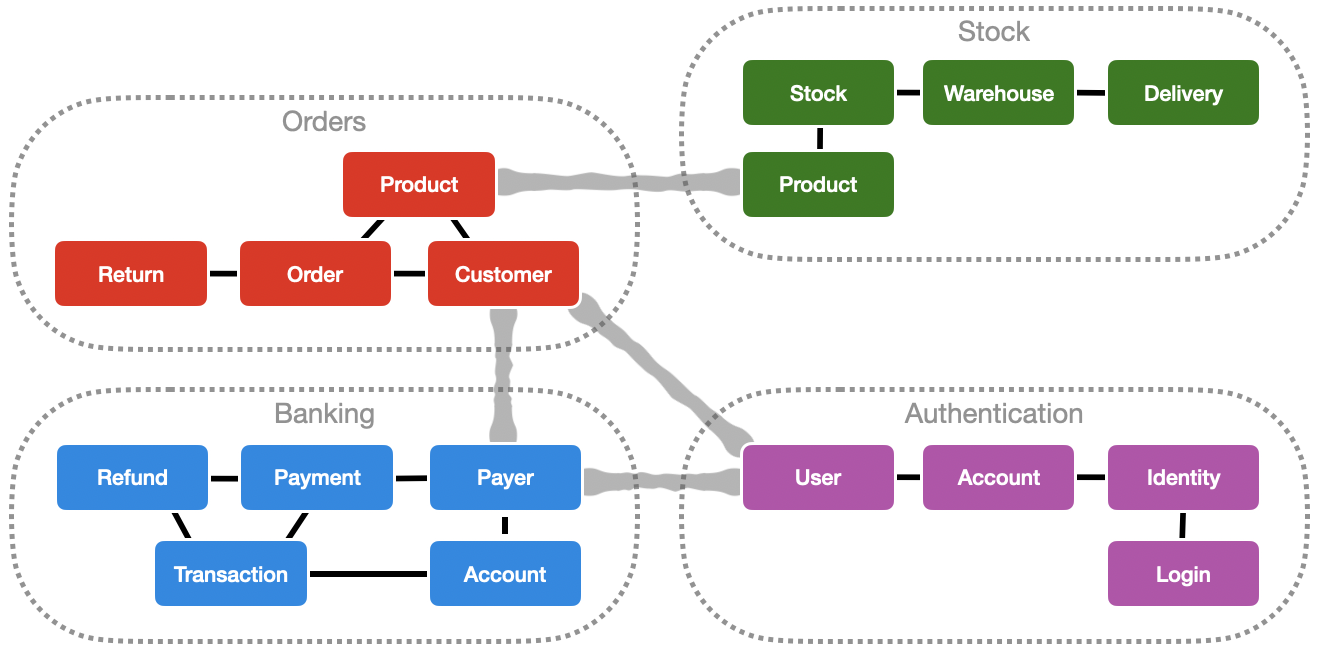 Orders
Product
Return
Order
Customer
Stock
Stock
Warehouse
Delivery
Product
Banking
Refund
Payment
Payer
Transaction
Account
Authentication
User
Account
Identity
Login